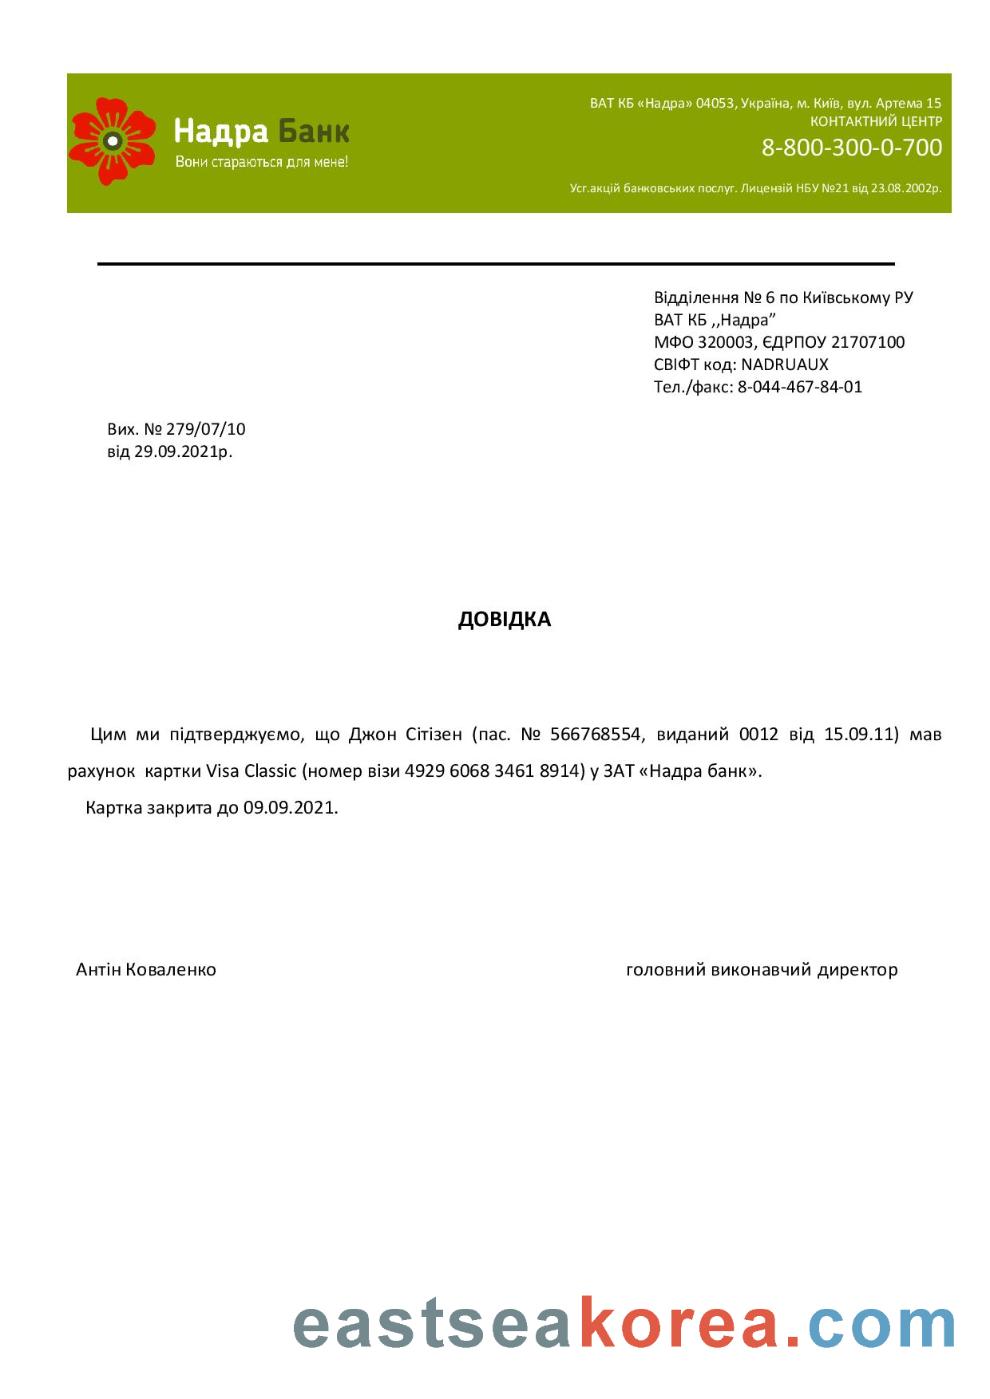 ВАТ КБ «Надра» 04053, Україна, м. Київ, вул. Артема 15
КОНТАКТНИЙ ЦЕНТР
8-800-300-0-700
Надра Банк
Вони стараються для мене!
Усг.акцій банковських послуг. Лицензій НБУ №21 від 23.08.2002р.
Відділення № 6 по Київському РУ
ВАТ КБ ,,Надра”
МФО 320003, ЄДРПОУ 21707100
СВІФТ код: NADRUAUX
Тел./факс: 8-044-467-84-01
Вих. № 279/07/10
від 29.09.2021р.
ДОВІДКА
Цим ми підтверджуємо, що Джон Сітізен (пас. № 566768554, виданий 0012 від 15.09.11) мав
рахунок картки Visa Classic (номер візи 4929 6068 3461 8914) у ЗАТ «Надра банк».
Картка закрита до 09.09.2021.
Антін Коваленко головний виконавчий директор
eastseakorea.com